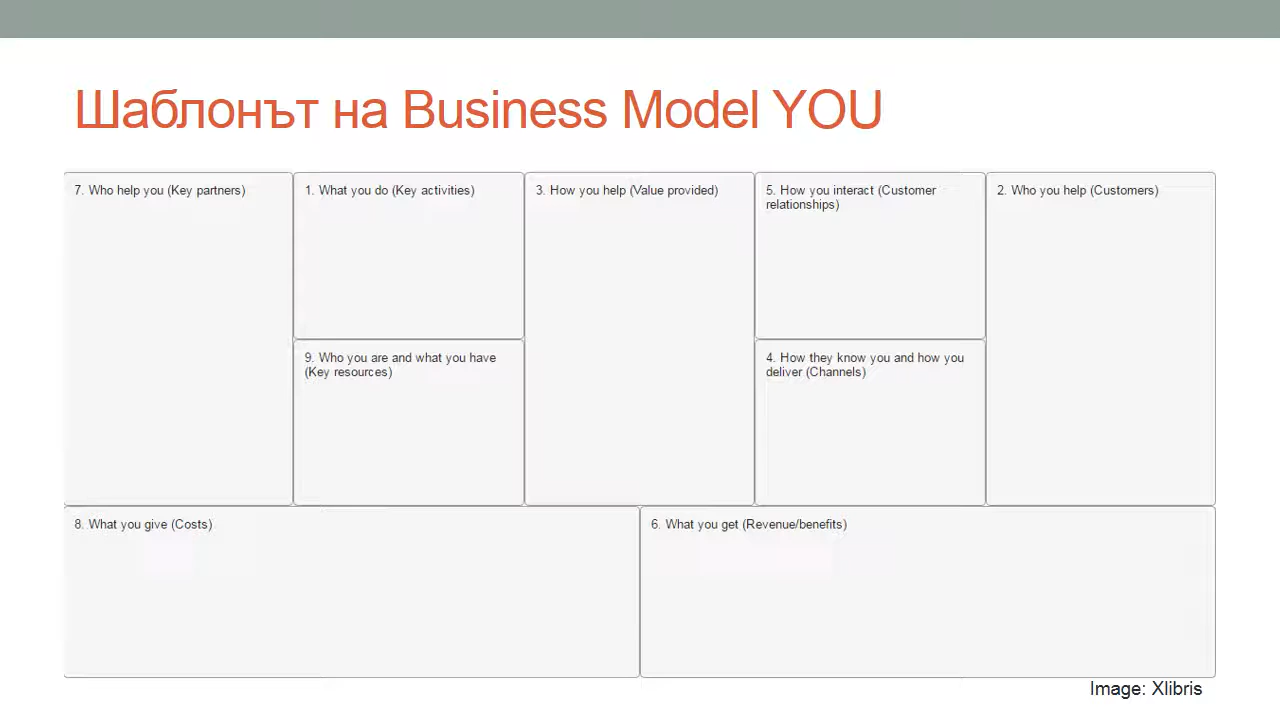 Шаблонът на Business Model YOU
7. Who help you (Key partners)
1. What you do (Key activities)
9. Who you are and what you have
(Key resources)
3. How you help (Value provided)
5. How you interact (Customer
relationships)
4. How they know you and how you
deliver (Channels)
2. Who you help (Customers)
8. What you give (Costs)
6. What you get (Revenue/benefits)
Image: Xlibris